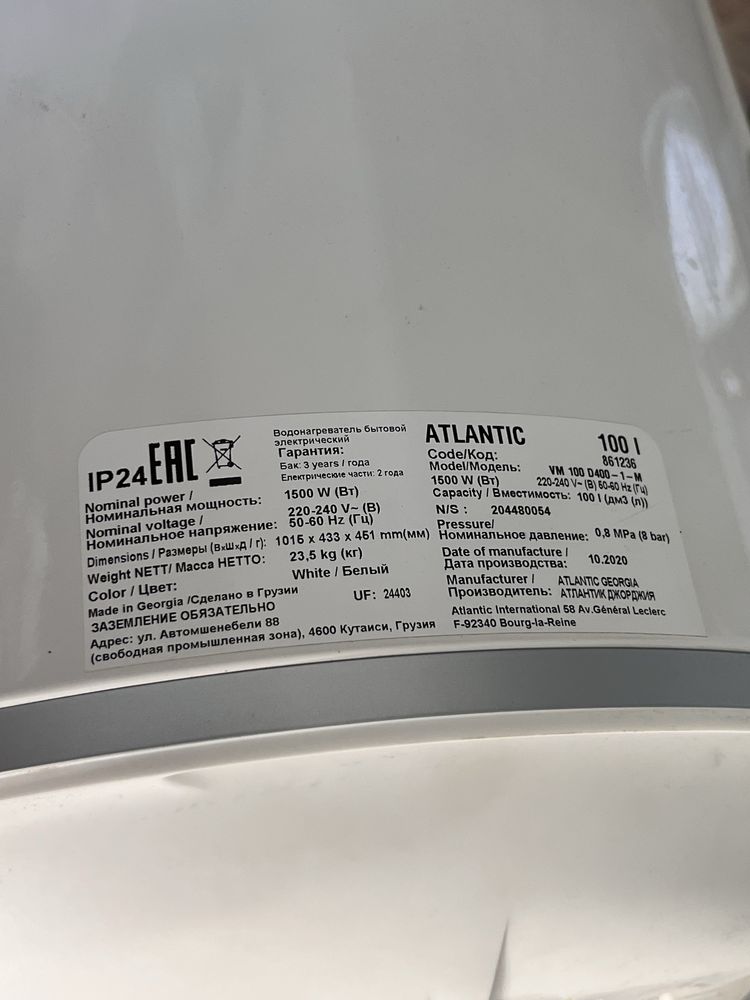 IP24 EAC
Водонагреватель бытовой
электрический
Гарантия:
Бак: 3 years / года
Електрические части: 2 года
Nominal power /
Номинальная мощность: 1500 W (Вт)
Nominal voltage / 220-240 V~ (В)
Номинальное напряжение: 50-60 Hz (Гц)
Dimensions / Размеры (вхшхд / г): 1015 x 433 x 451 mm(мм)
Weight NETT/ Масса НЕТТО: 23,5 kg (кг)
Color / Цвет: White / Белый
Made in Georgia /Сделано в Грузии
ЗАЗЕМЛЕНИЕ ОБЯЗАТЕЛЬНО UF: 24403
Адрес: ул. Автомшенебели 88
(свободная промышленная зона), 4600 Кутаиси, Грузия
ATLANTIC 100 l
Code/Код: 861236
Model/Модель: VM 100 D400-1-M
1500 W (Вт) 220-240 V~ (В) 50-60 Hz (Гц)
Capacity / Вместимость: 100 l (дм3 (л))
N/S : 204480054
Pressure/
Номинальное давление: 0,8 MPa (8 bar)
Date of manufacture /
Дата производства: 10.2020
Manufacturer / ATLANTIC GEORGIA
Производитель: АТЛАНТИК ДЖОРДЖИЯ
Atlantic International 58 Av.Général Leclerc
F-92340 Bourg-la-Reine